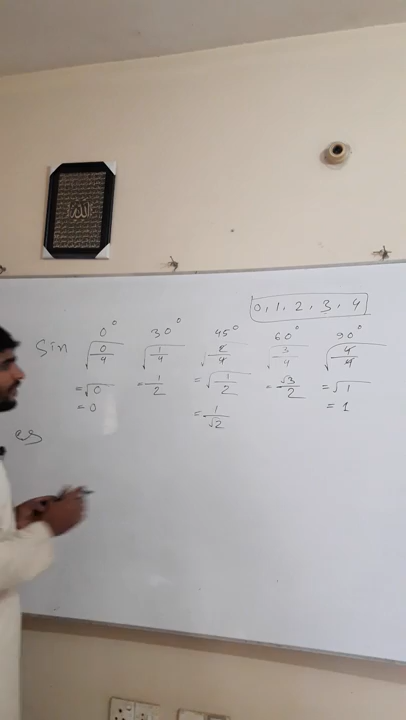 الله
0, 1, 2, 3, 4
0° 30° 45° 60° 90°
Sin √(0/4) √(1/4) √(2/4) √(3/4) √(4/4)
= √0 = 1/2 = √(1/2) = √3/2 = √1
= 0 = 1/√2 = 1